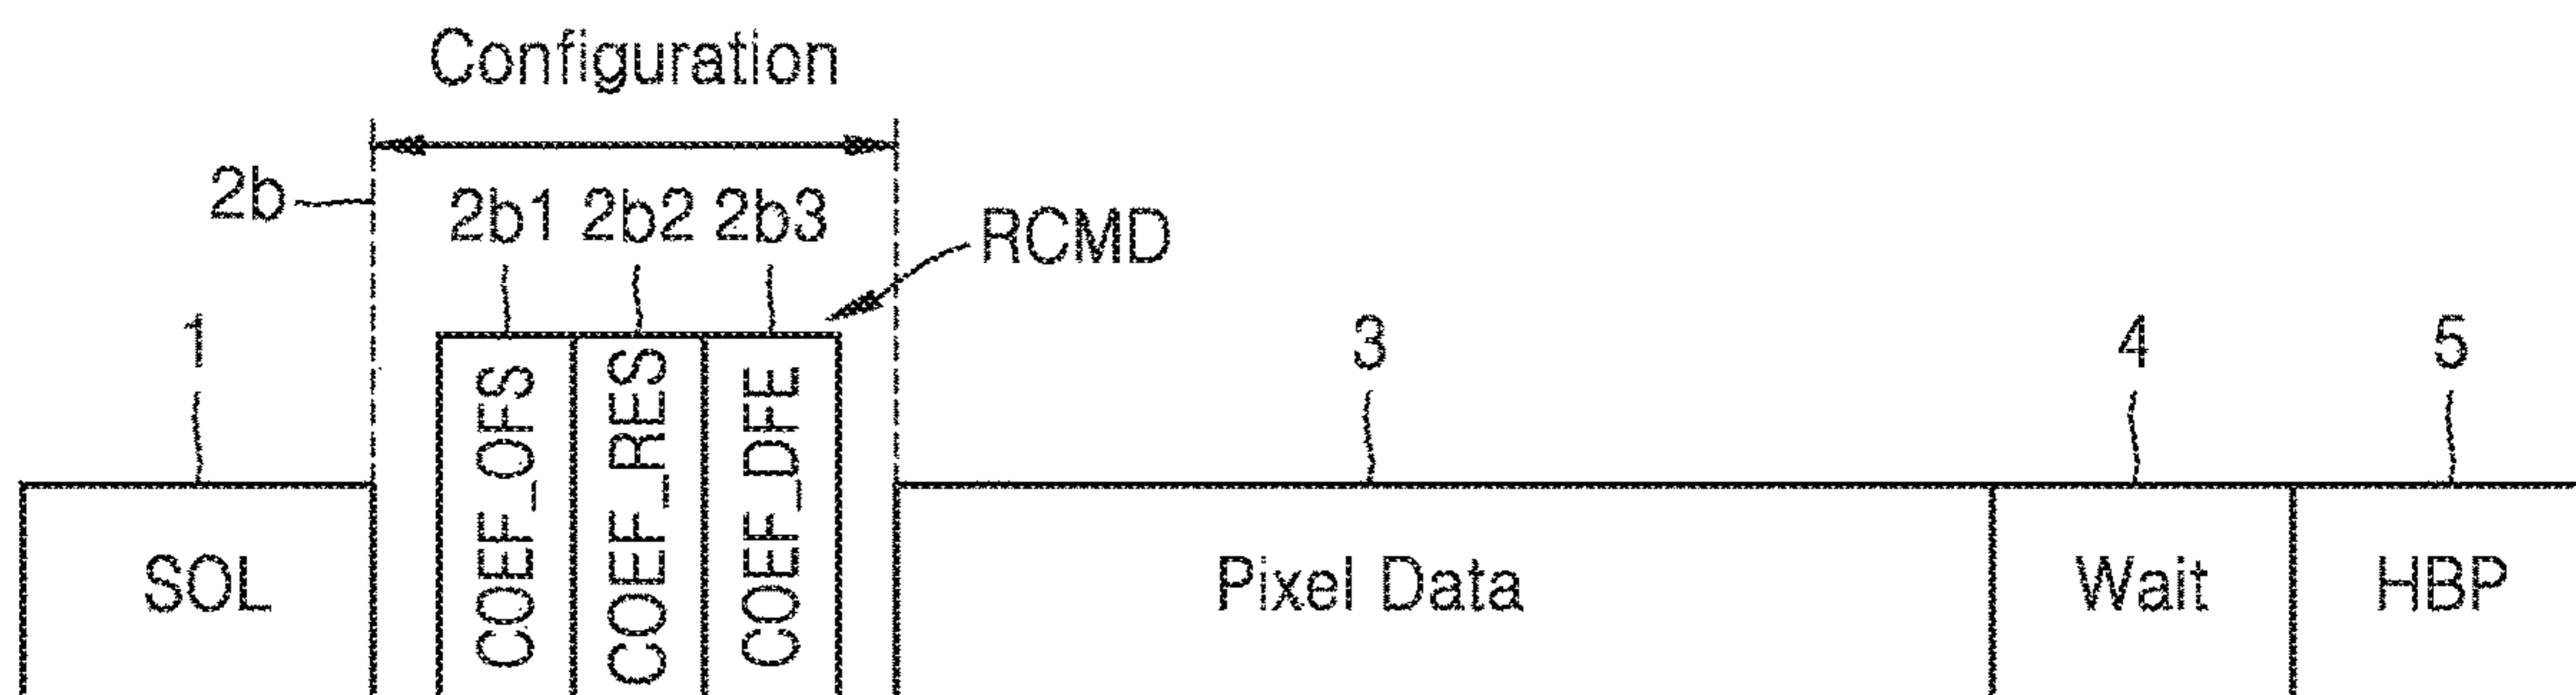 Configuration
2b
2b1 2b2 2b3
RCMD
1
3
4
5
SOL
COEF_OFS
COEF_RES
COEF_DFE
Pixel Data
Wait
HBP